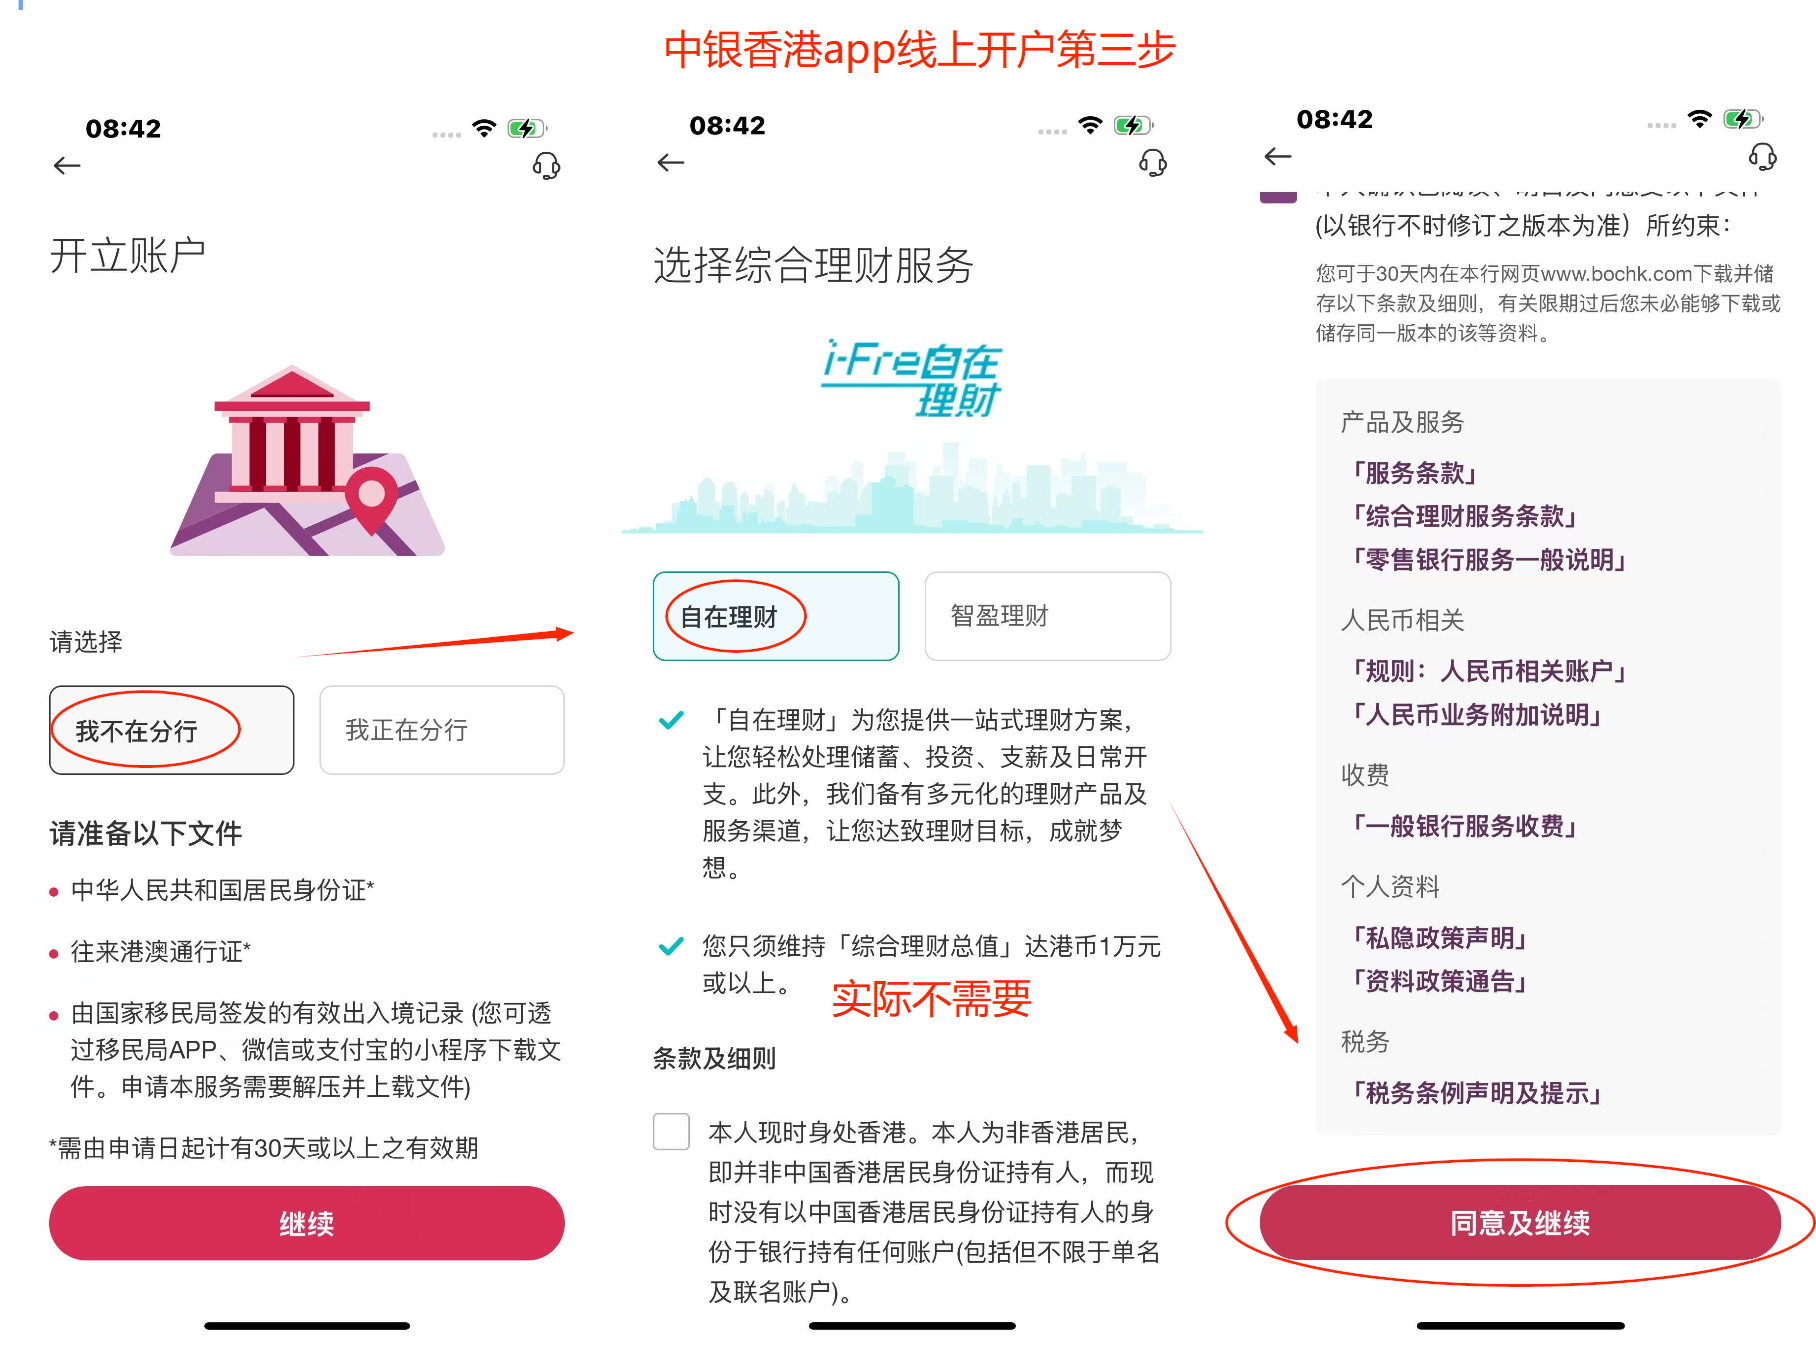 中银香港app线上开户第三步
08:42
开立账户
请选择
我不在分行
我正在分行
请准备以下文件
中华人民共和国居民身份证*
往来港澳通行证*
由国家移民局签发的有效出入境记录 (您可透
过移民局APP、微信或支付宝的小程序下载文
件。申请本服务需要解压并上载文件)
*需由申请日起计有30天或以上之有效期
继续
08:42
选择综合理财服务
i-Free自在
理財
自在理财
智盈理财
「自在理财」为您提供一站式理财方案，
让您轻松处理储蓄、投资、支薪及日常开
支。此外，我们备有多元化的理财产品及
服务渠道，让您达致理财目标，成就梦
想。
您只须维持「综合理财总值」达港币1万元
或以上。
实际不需要
条款及细则
本人现时身处香港。本人为非香港居民，
即并非中国香港居民身份证持有人，而现
时没有以中国香港居民身份证持有人的身
份于银行持有任何账户(包括但不限于单名
及联名账户)。
08:42
(以银行不时修订之版本为准）所约束：
您可于30天内在本行网页www.bochk.com下载并储
存以下条款及细则，有关限期过后您未必能够下载或
储存同一版本的该等资料。
产品及服务
「服务条款」
「综合理财服务条款」
「零售银行服务一般说明」
人民币相关
「规则：人民币相关账户」
「人民币业务附加说明」
收费
「一般银行服务收费」
个人资料
「私隐政策声明」
「资料政策通告」
税务
「税务条例声明及提示」
同意及继续